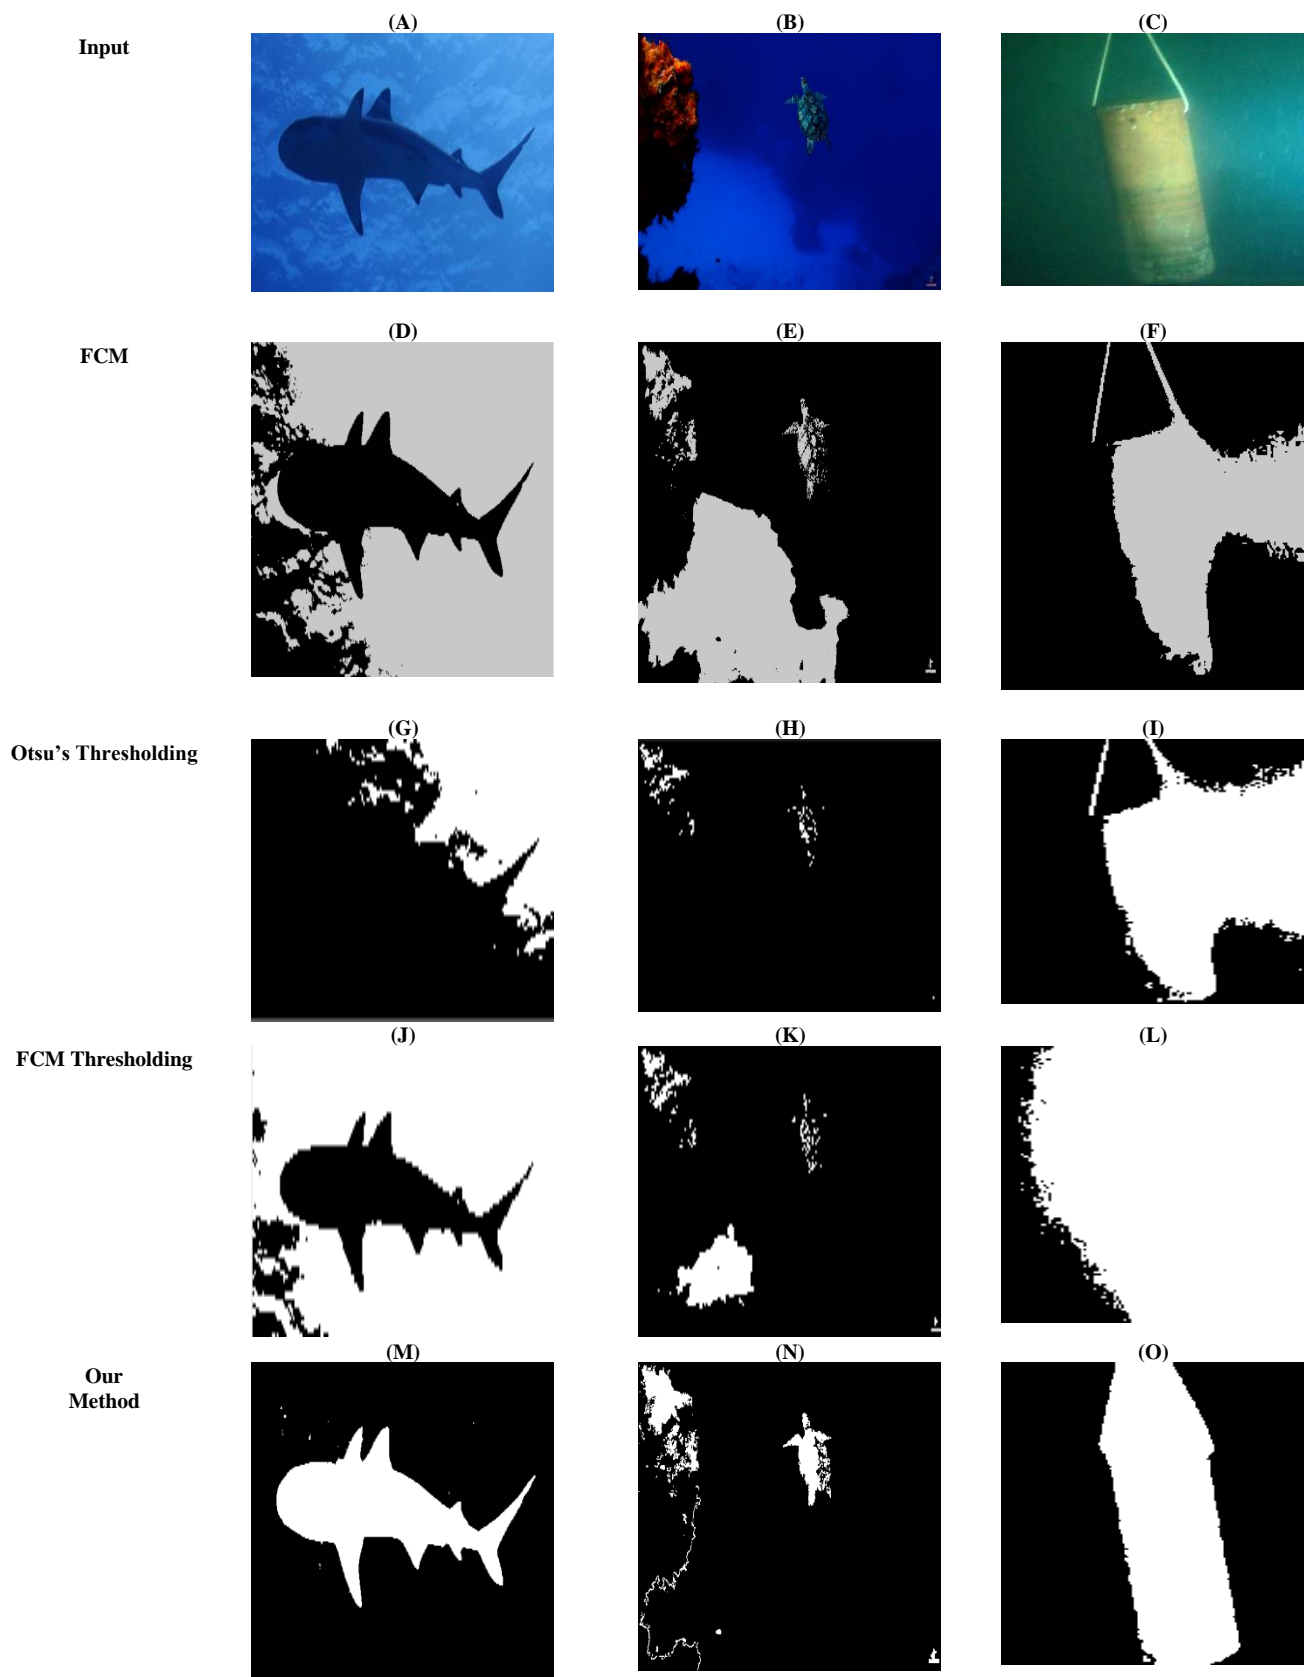 (A) (B) (C)
Input
(D) (E) (F)
FCM
(G) (H) (I)
Otsu's Thresholding
(J) (K) (L)
FCM Thresholding
(M) (N) (O)
Our
Method